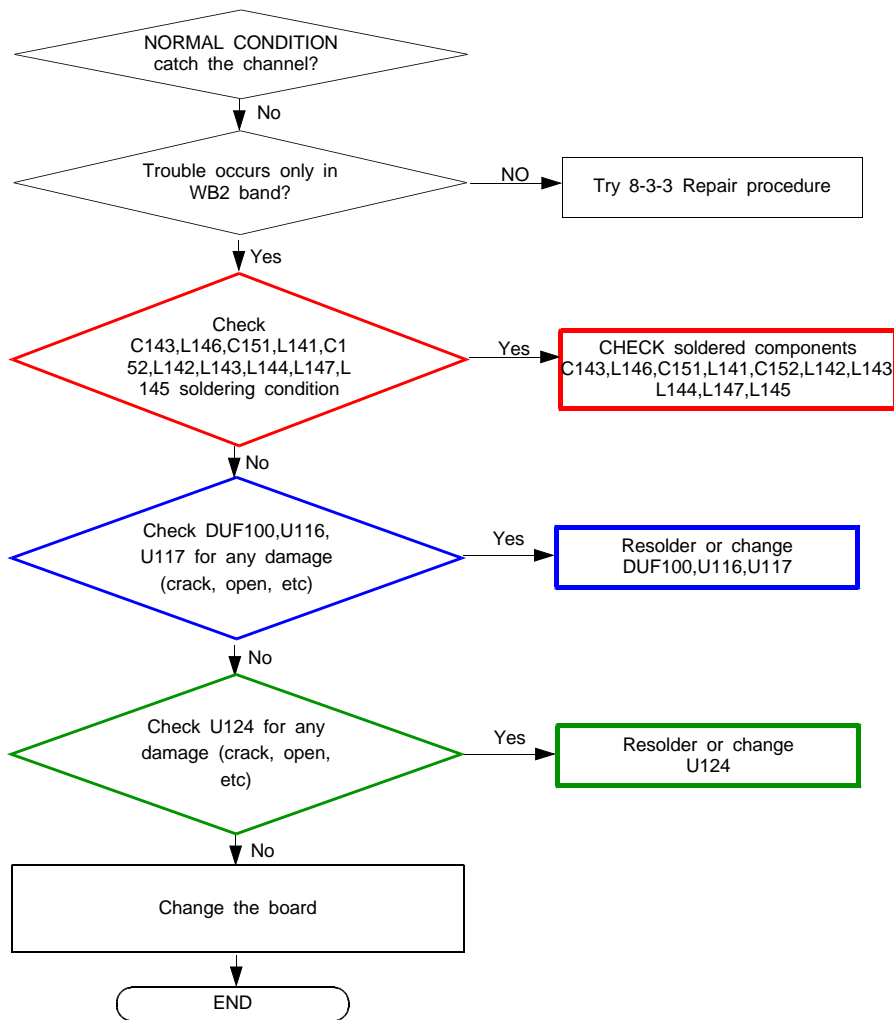 NORMAL CONDITION
catch the channel?
No
Trouble occurs only in
WB2 band?
NO
Try 8-3-3 Repair procedure
Yes
Check
C143,L146,C151,L141,C1
52,L142,L143,L144,L147,L
145 soldering condition
Yes
CHECK soldered components
C143,L146,C151,L141,C152,L142,L143
L144,L147,L145
No
Check DUF100,U116,
U117 for any damage
(crack, open, etc)
Yes
Resolder or change
DUF100,U116,U117
No
Check U124 for any
damage (crack, open,
etc)
Yes
Resolder or change
U124
No
Change the board
END